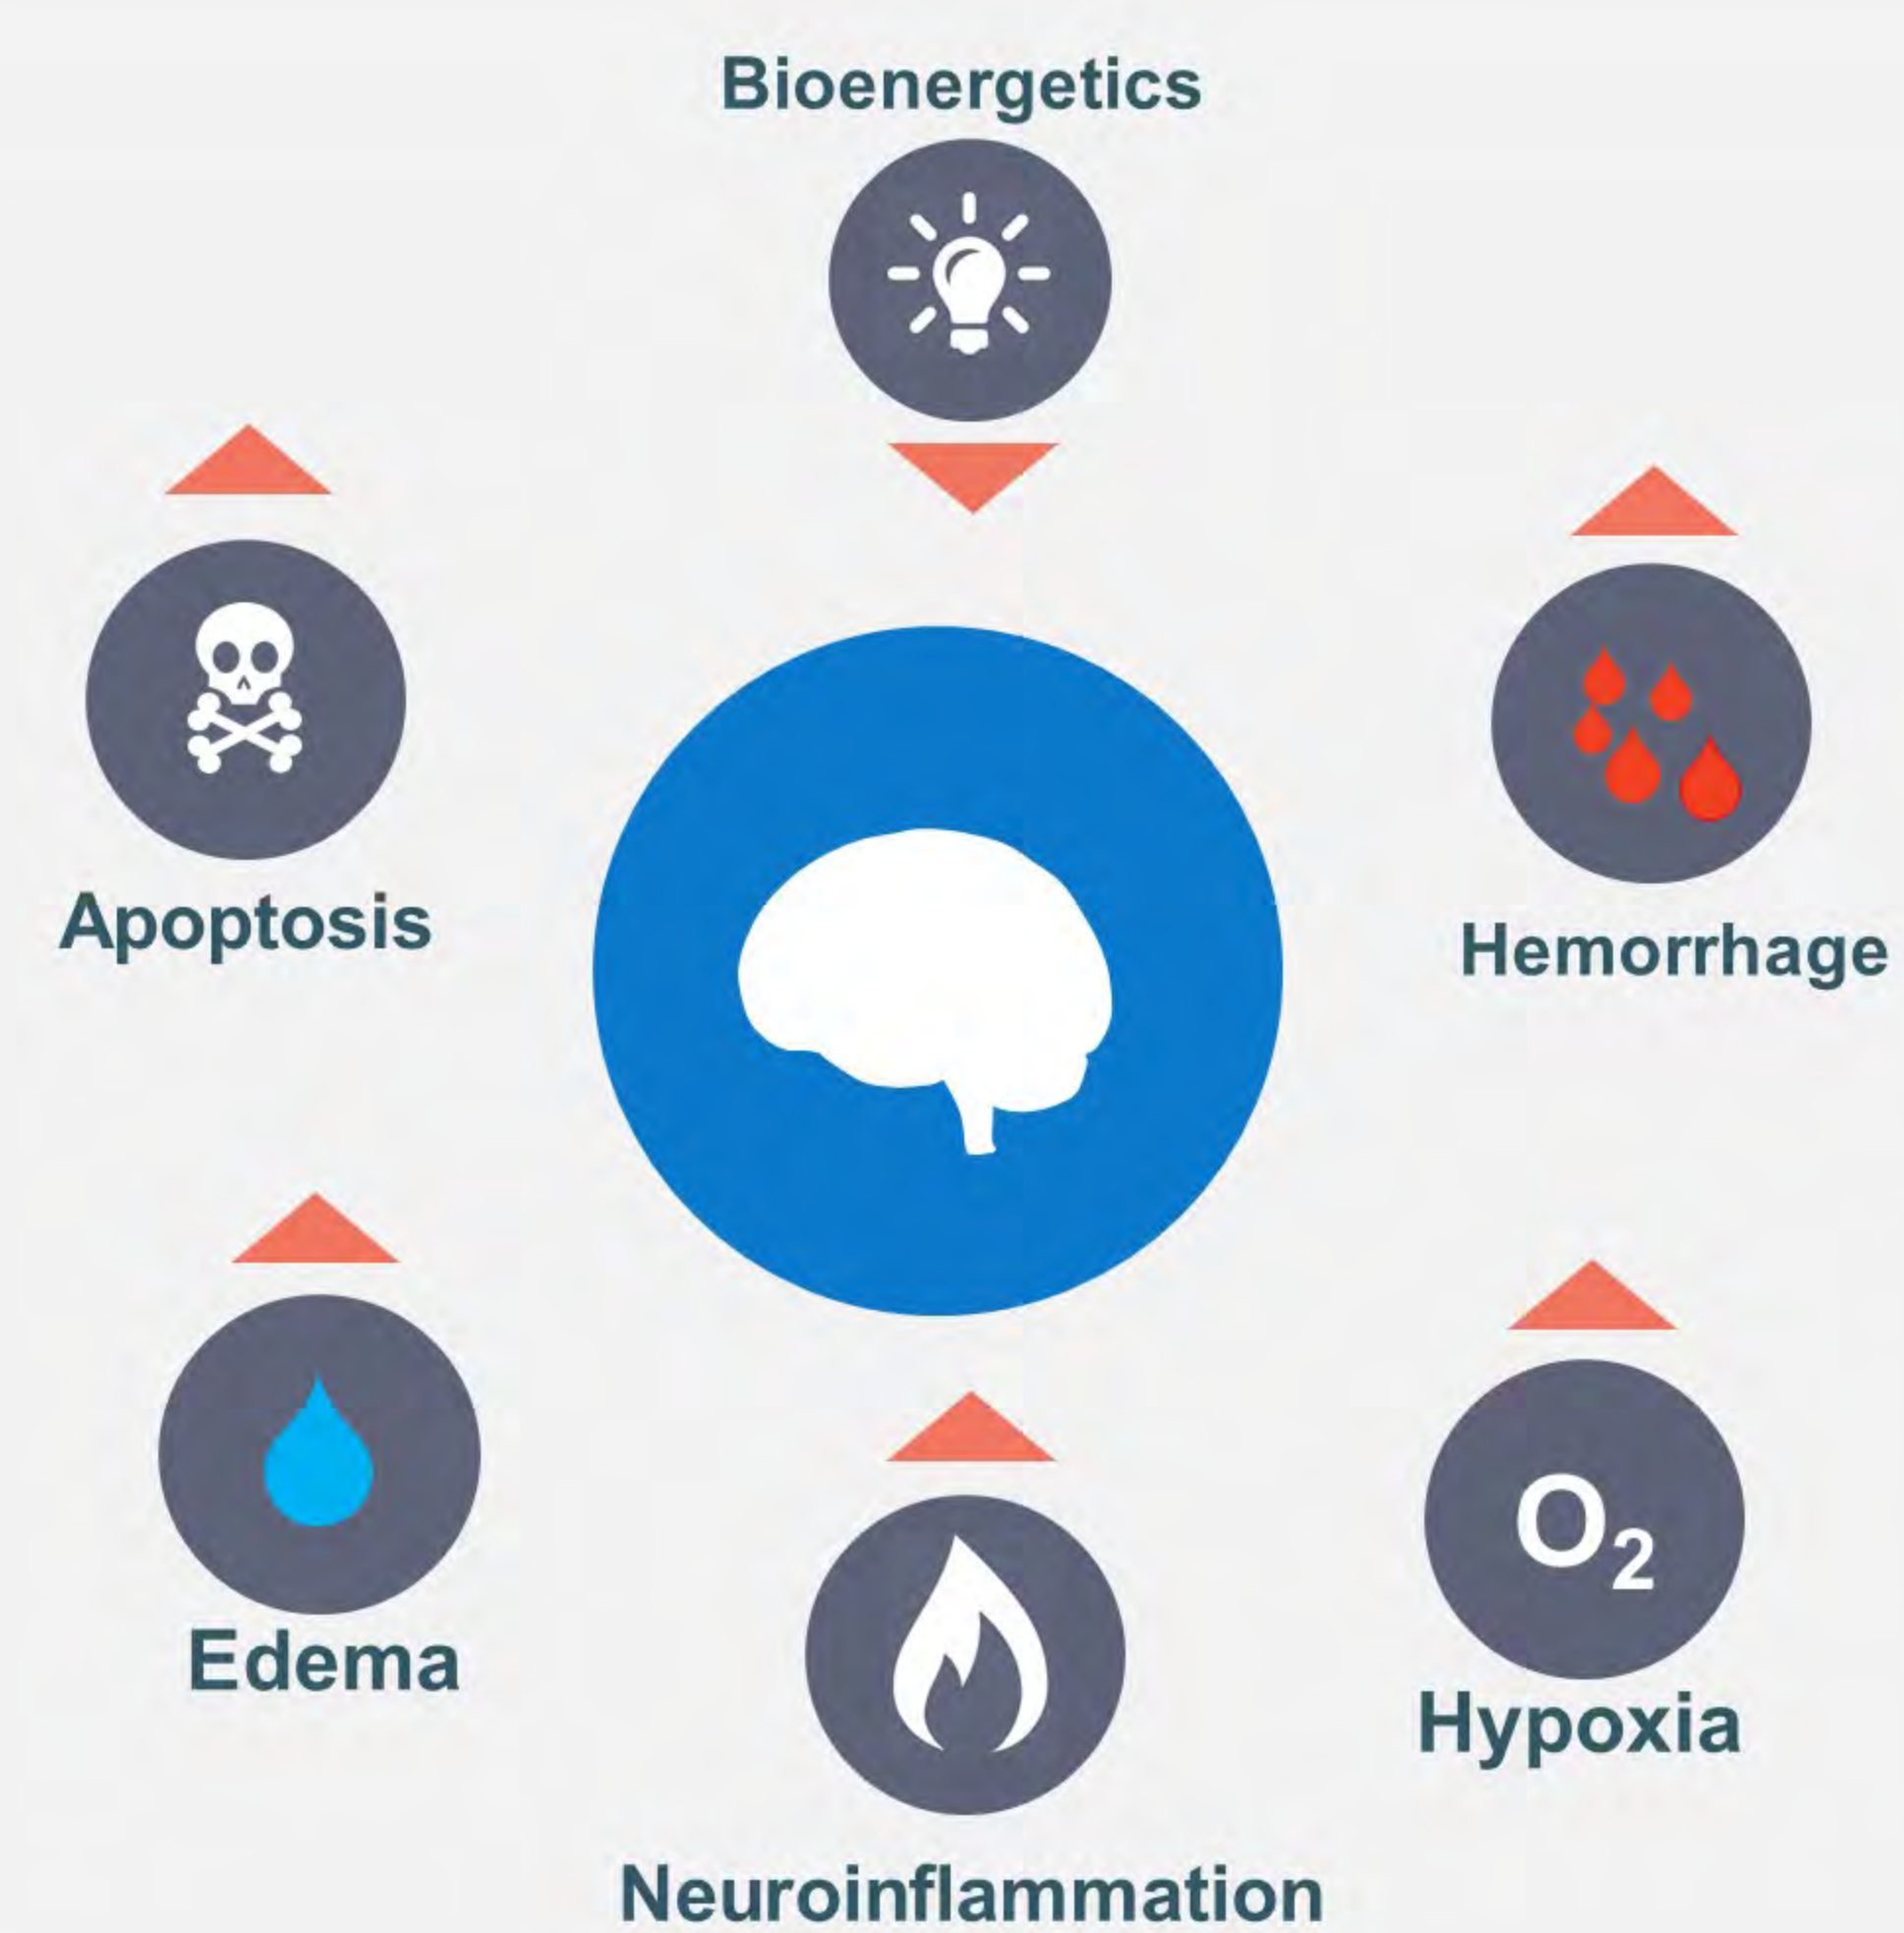 Bioenergetics
Apoptosis
Hemorrhage
Edema
O₂
Hypoxia
Neuroinflammation